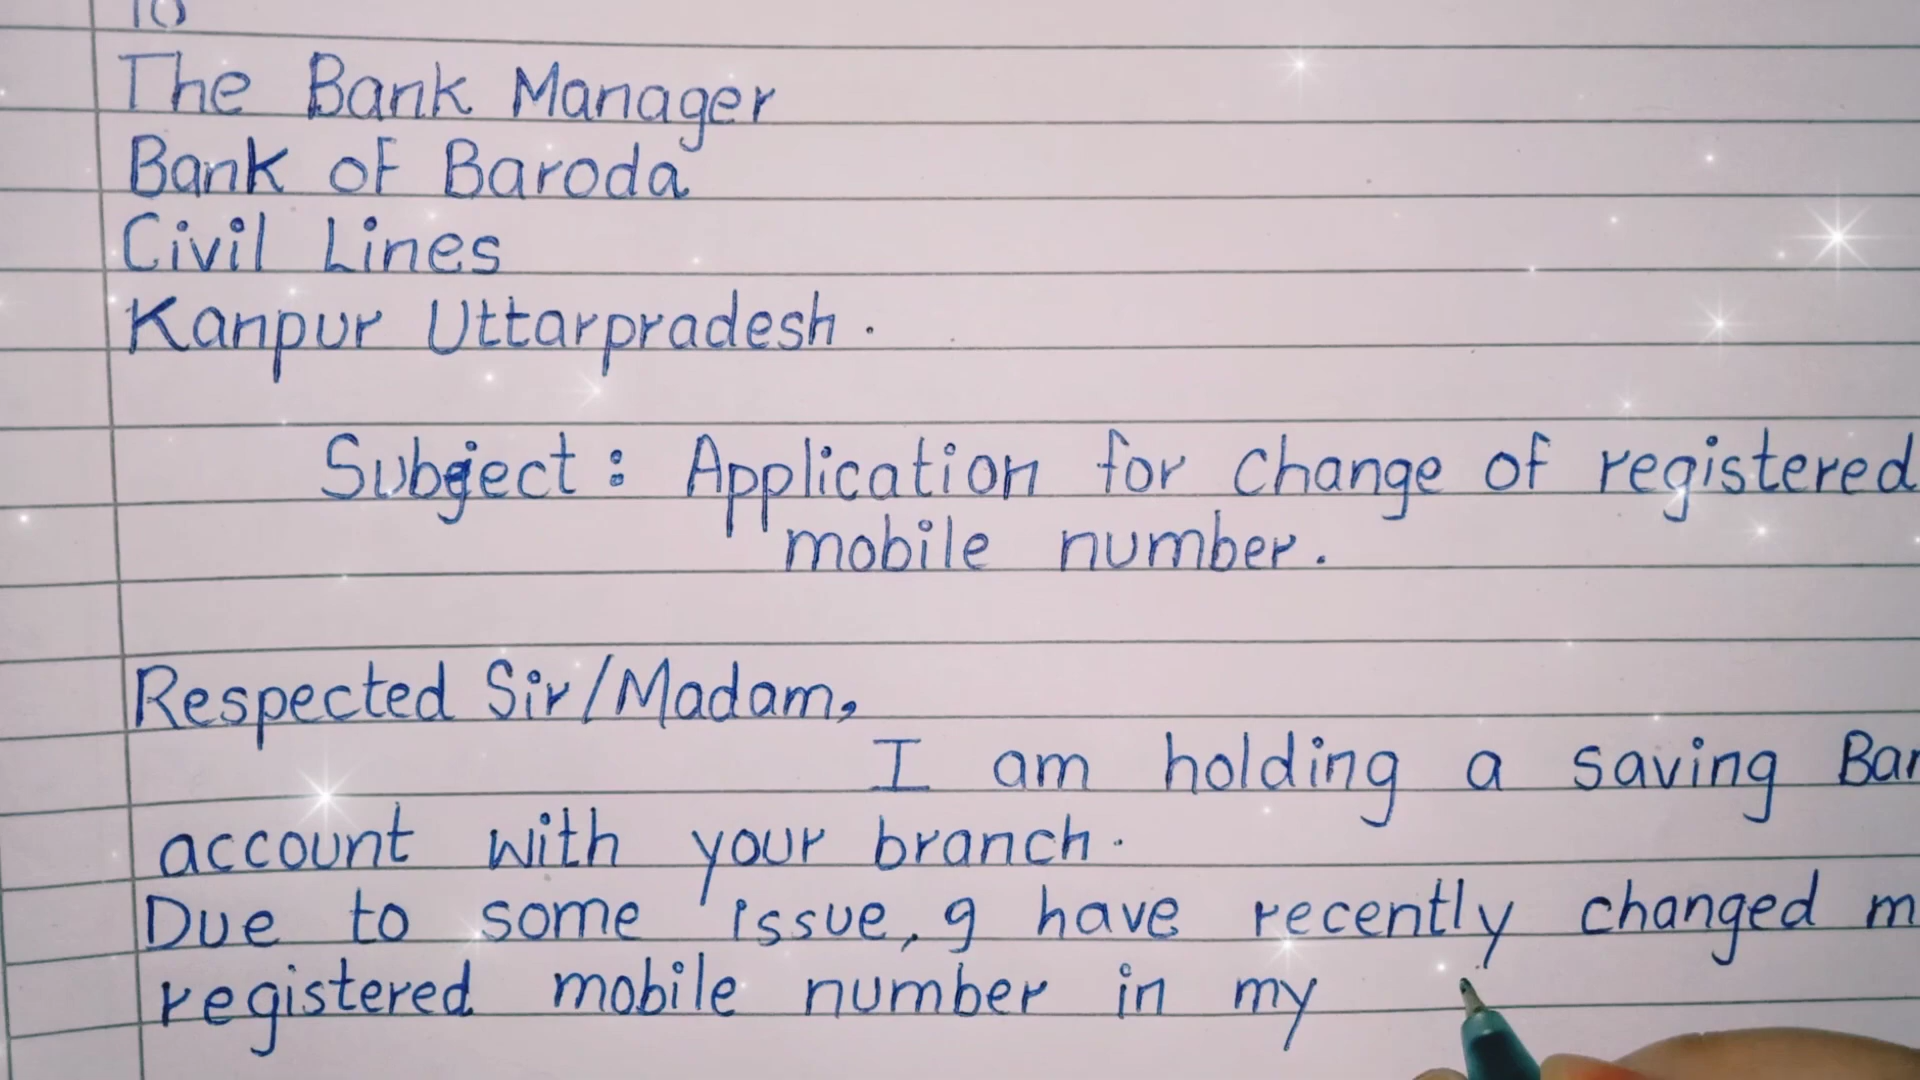 To
The Bank Manager
Bank of Baroda
Civil Lines
Kanpur Uttarpradesh.
Subject: Application for change of registered
mobile number.
Respected Sir/Madam,
I am holding a saving
account with your branch.
Due to some issue, I have recently changed
registered mobile number in my